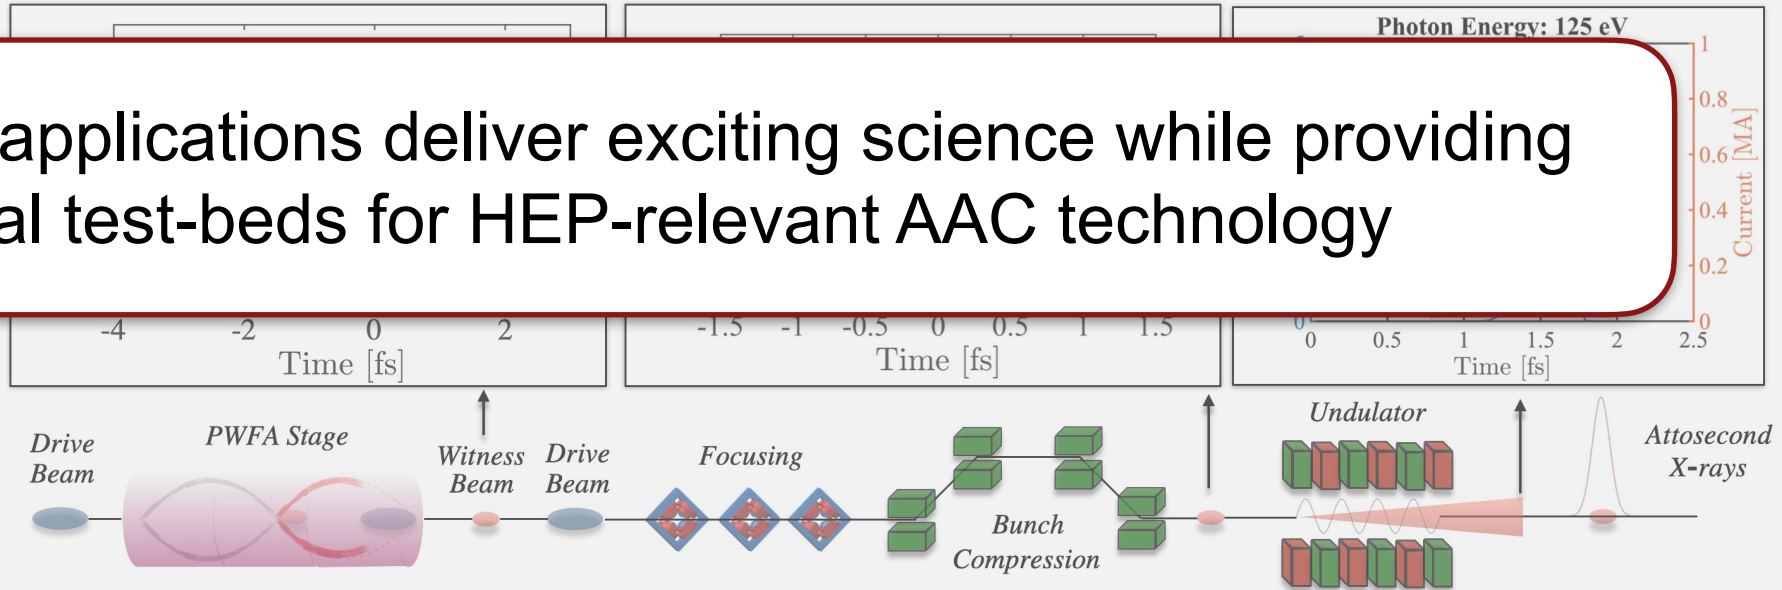 Photon Energy: 125 eV
applications deliver exciting science while providing
al test-beds for HEP-relevant AAC technology
1
0.8
0.6
0.4
0.2
0
Current [MA]
-4 -2 0 2
Time [fs]
-1.5 -1 -0.5 0 0.5 1 1.5
Time [fs]
0
0 0.5 1 1.5 2 2.5
Time [fs]
Drive
Beam
PWFA Stage
Witness
Beam
Drive
Beam
Focusing
Bunch
Compression
Undulator
Attosecond
X-rays